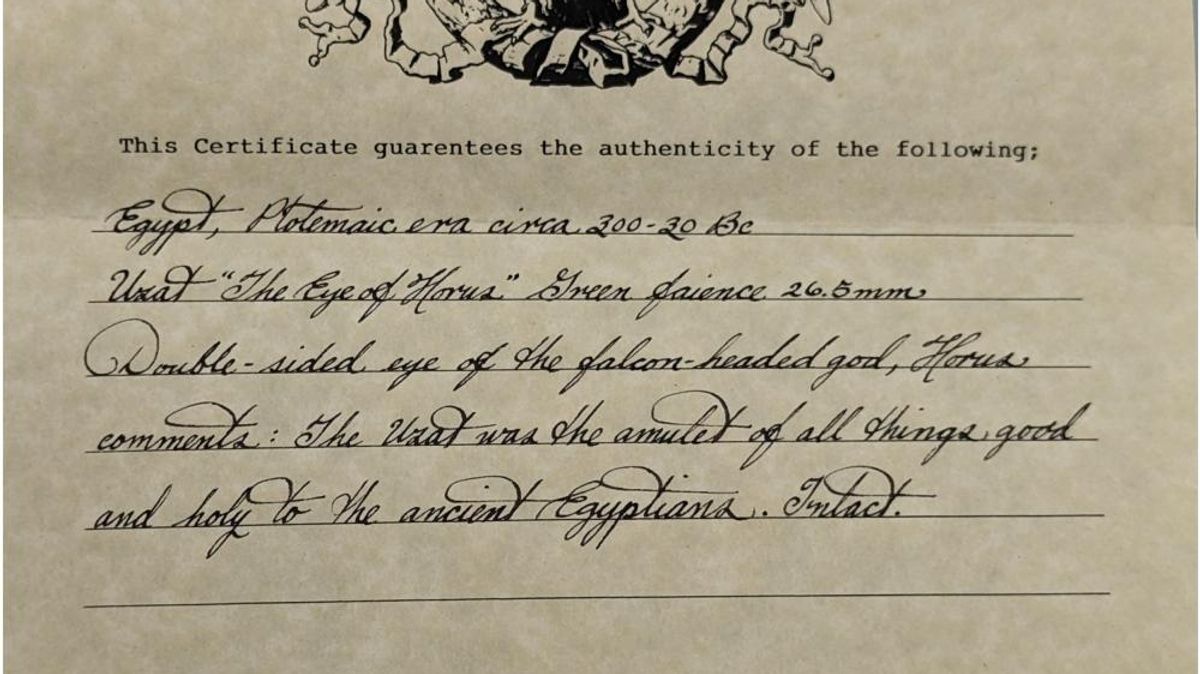 This Certificate guarentees the authenticity of the following;
Egypt, Ptotemaic era circa 300-30 Bc
Uzat "The Eye of Horus" Green faience 26.5mm
Double-sided eye of the falcon-headed god, Horus
comments: The Uzat was the amulet of all things good
and holy to the ancient Egyptians. Intact.